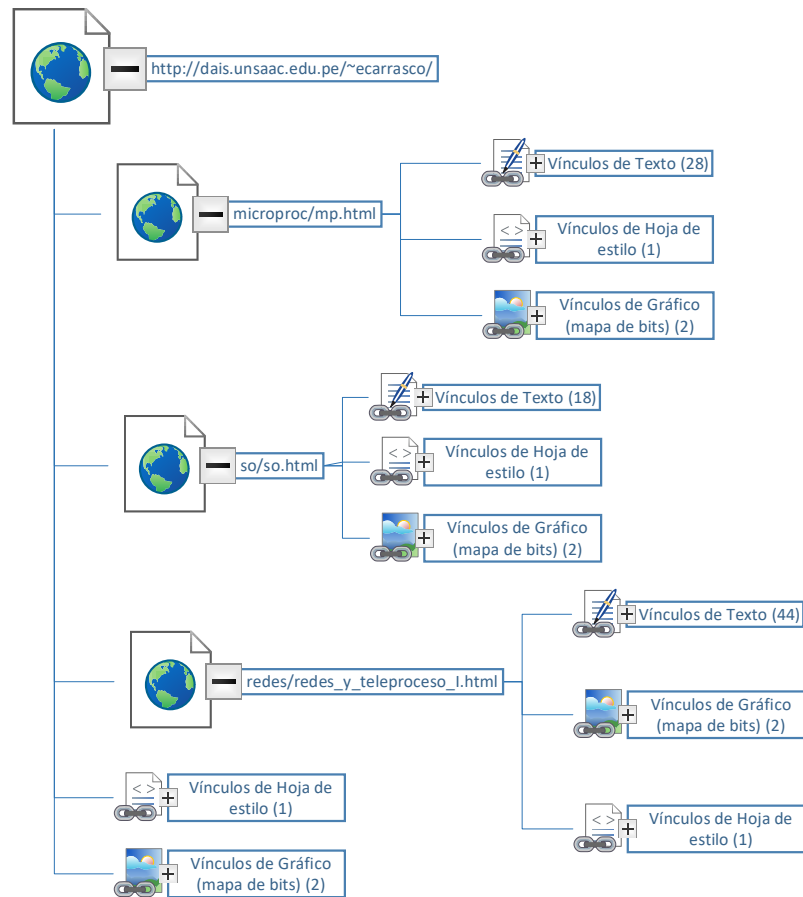 http://dais.unsaac.edu.pe/~ecarrasco/
microproc/mp.html
Vínculos de Texto (28)
Vínculos de Hoja de
estilo (1)
Vínculos de Gráfico
(mapa de bits) (2)
so/so.html
Vínculos de Texto (18)
Vínculos de Hoja de
estilo (1)
Vínculos de Gráfico
(mapa de bits) (2)
redes/redes_y_teleproceso_I.html
Vínculos de Texto (44)
Vínculos de Gráfico
(mapa de bits) (2)
Vínculos de Hoja de
estilo (1)
Vínculos de Hoja de
estilo (1)
Vínculos de Gráfico
(mapa de bits) (2)